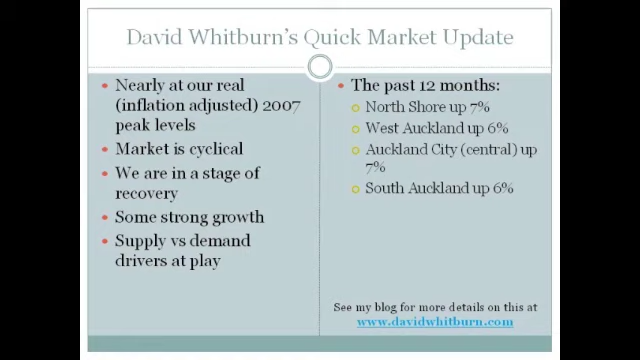 David Whitburn's Quick Market Update
Nearly at our real
(inflation adjusted) 2007
peak levels
Market is cyclical
We are in a stage of
recovery
Some strong growth
Supply vs demand
drivers at play
The past 12 months:
North Shore up 7%
West Auckland up 6%
Auckland City (central) up
7%
South Auckland up 6%
See my blog for more details on this at
www.davidwhitburn.com